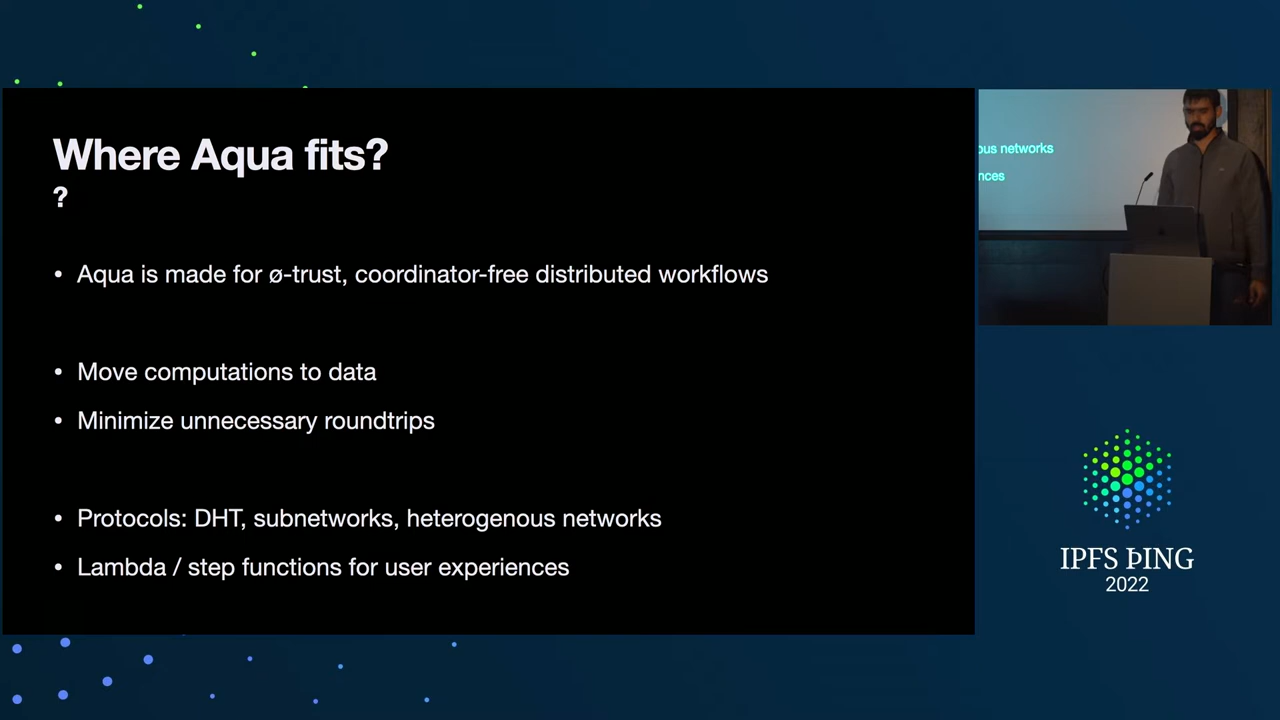 Where Aqua fits?
?
• Aqua is made for ø-trust, coordinator-free distributed workflows
• Move computations to data
• Minimize unnecessary roundtrips
• Protocols: DHT, subnetworks, heterogenous networks
• Lambda / step functions for user experiences
ous networks
nces
IPFS ÞING
2022